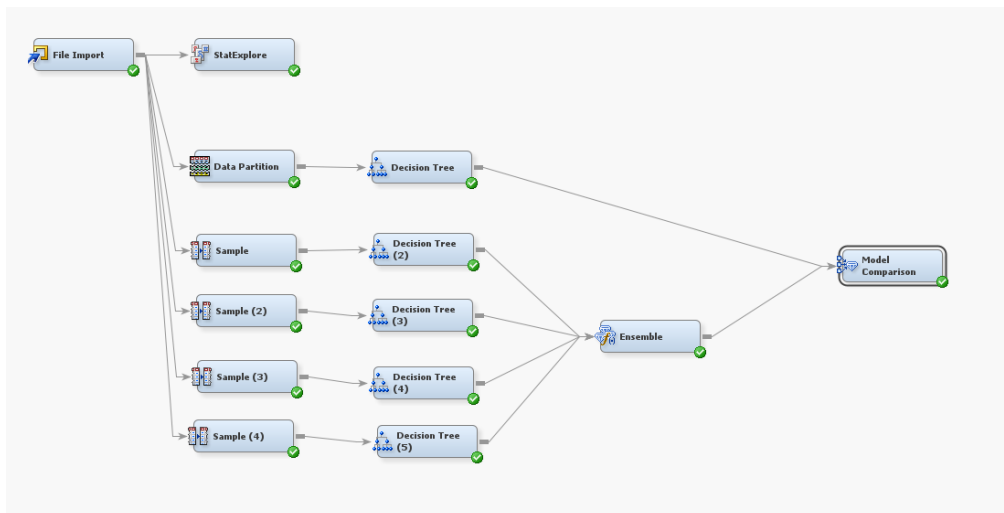 File Import
StatExplore
Data Partition
Decision Tree
Sample
Decision Tree
(2)
Model
Comparison
Sample (2)
Decision Tree
(3)
Ensemble
Sample (3)
Decision Tree
(4)
Sample (4)
Decision Tree
(5)